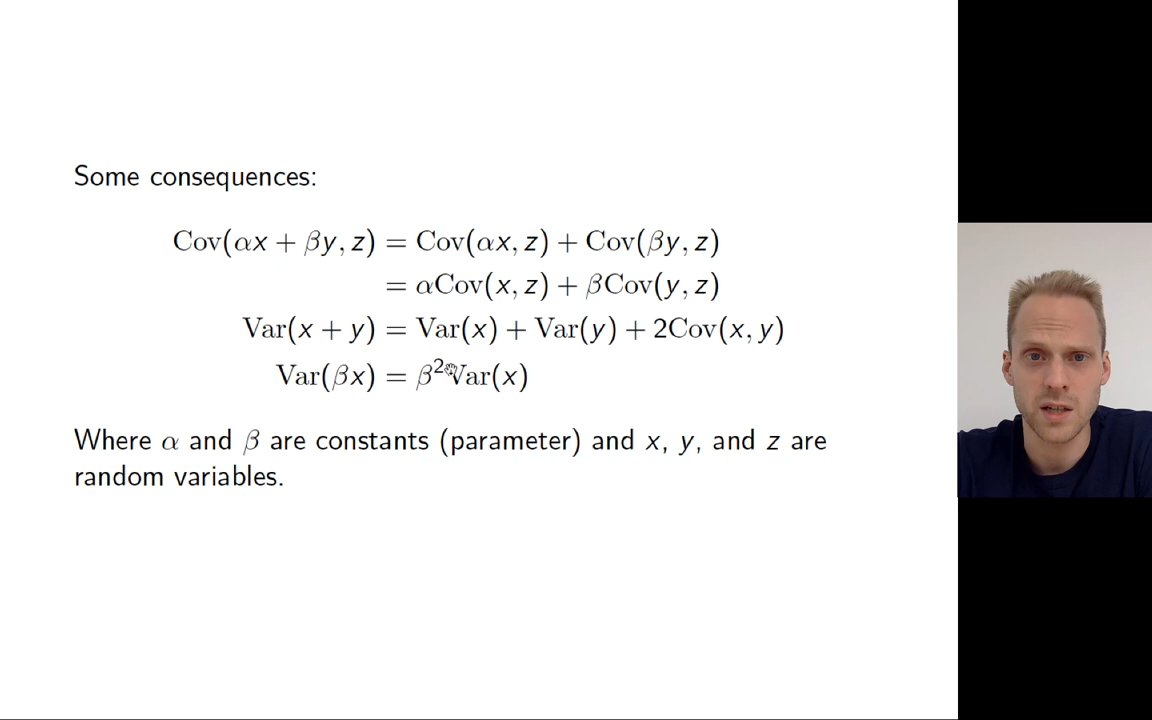 Some consequences:
Cov(αx + βy, z) = Cov(αx, z) + Cov(βy, z)
= αCov(x, z) + βCov(y, z)
Var(x + y) = Var(x) + Var(y) + 2Cov(x, y)
Var(βx) = β²Var(x)
Where α and β are constants (parameter) and x, y, and z are
random variables.